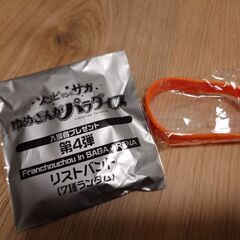 ゾンビランドサガ
ゆめぎんがパラダイス
入場者プレゼント
第4弾
Franchouchou in SAGA ARENA
リストバンド
(7種ランダム)